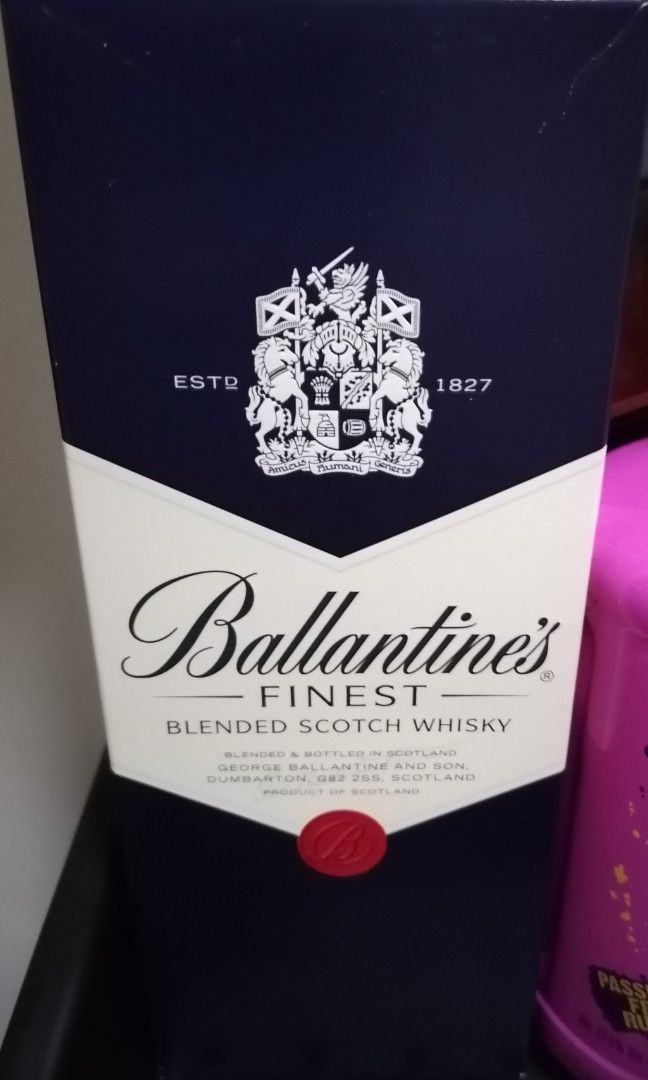 ESTD 1827
Amicus Humani Generis
Ballantine's®
FINEST
BLENDED SCOTCH WHISKY
BLENDED & BOTTLED IN SCOTLAND
GEORGE BALLANTINE AND SON,
DUMBARTON, G82 2SS, SCOTLAND
PRODUCT OF SCOTLAND
B